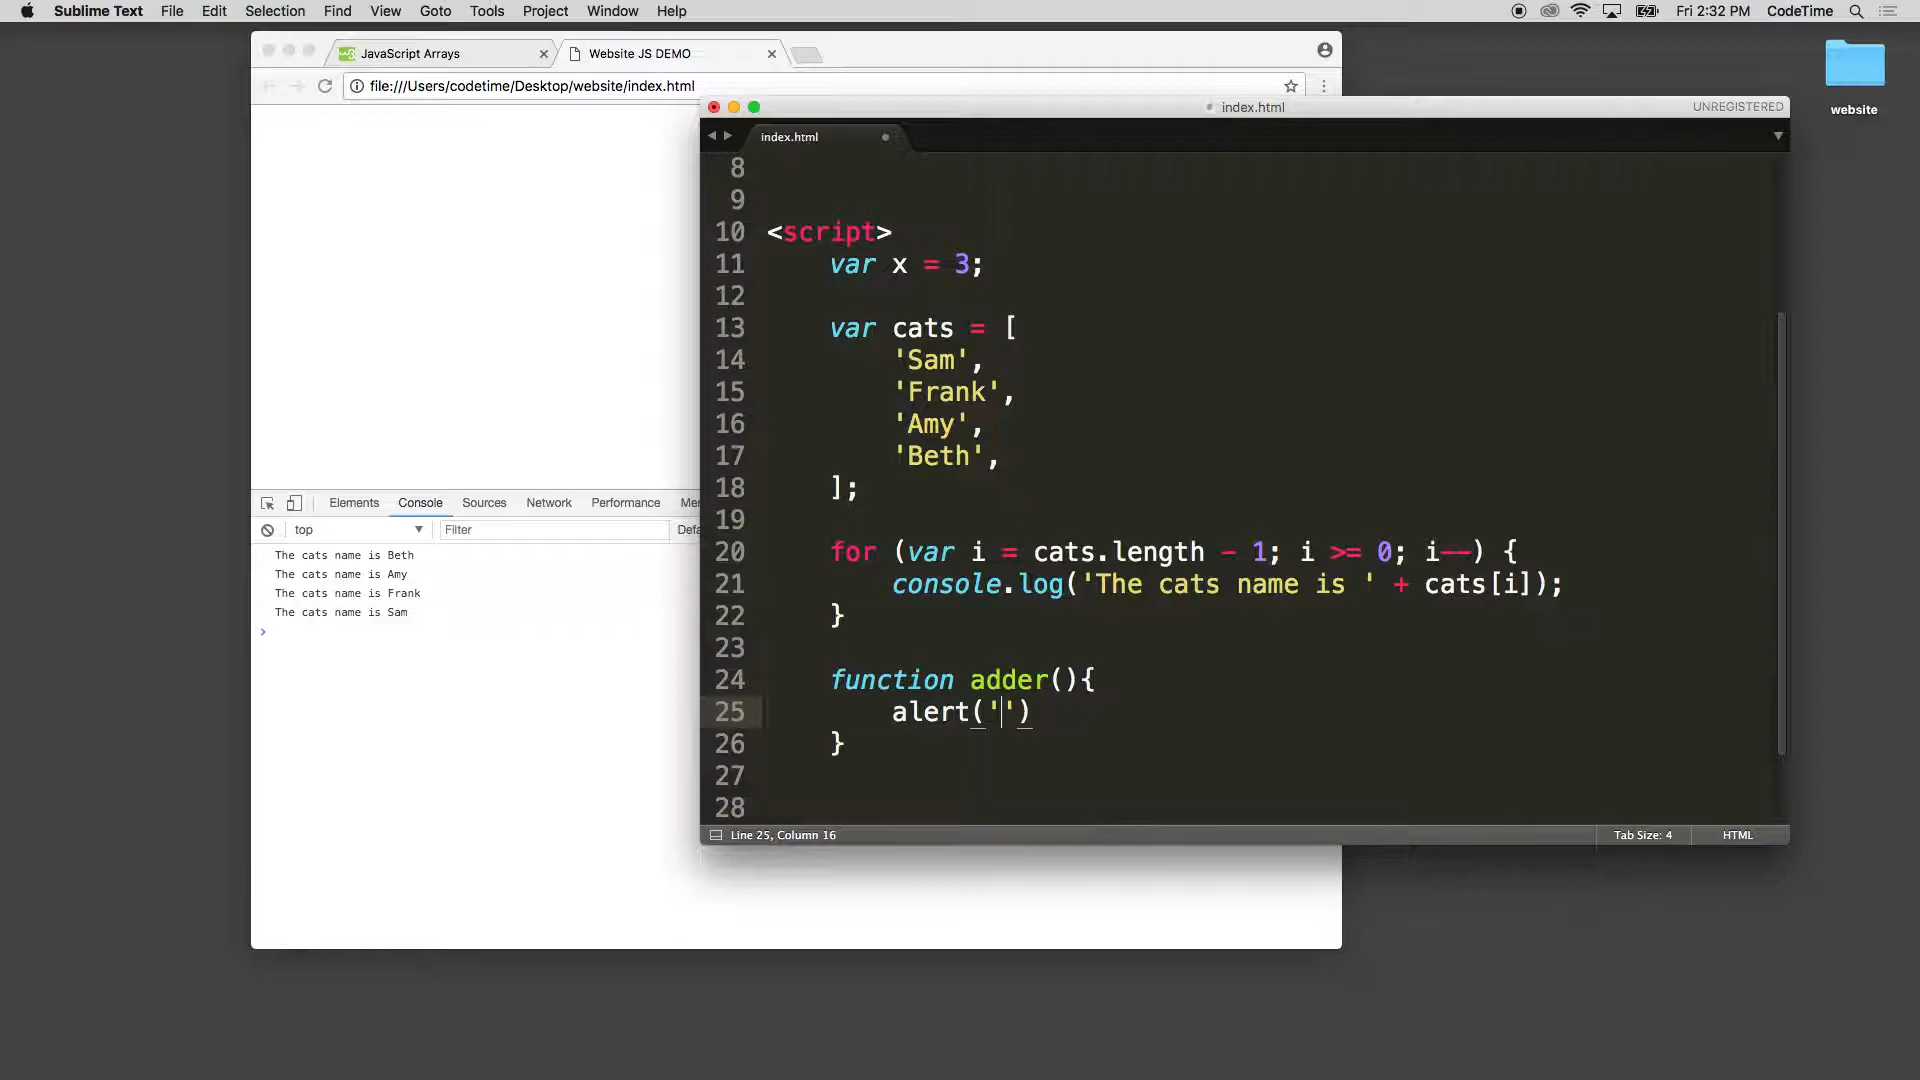 Sublime Text File Edit Selection Find View Goto Tools Project Window Help Fri 2:32 PM CodeTime
JavaScript Arrays Website JS DEMO
file:///Users/codetime/Desktop/website/index.html
website
index.html UNREGISTERED
index.html
8
9
10 <script>
11 var x = 3;
12
13 var cats = [
14 'Sam',
15 'Frank',
16 'Amy',
17 'Beth',
18 ];
19
20 for (var i = cats.length - 1; i >= 0; i--) {
21 console.log('The cats name is ' + cats[i]);
22 }
23
24 function adder(){
25 alert('')
26 }
27
28
Line 25, Column 16 Tab Size: 4 HTML
Elements Console Sources Network Performance
top Filter
The cats name is Beth
The cats name is Amy
The cats name is Frank
The cats name is Sam
>